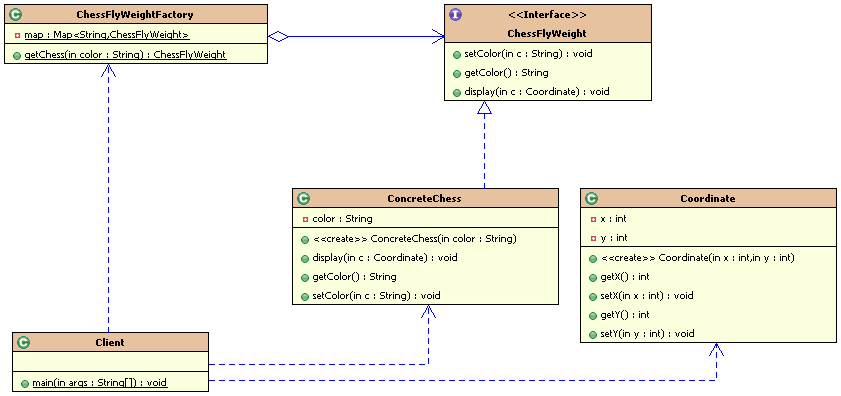 ChessFlyWeightFactory
map : Map<String,ChessFlyWeight>
getChess(in color : String) : ChessFlyWeight
<<Interface>>
ChessFlyWeight
setColor(in c : String) : void
getColor() : String
display(in c : Coordinate) : void
ConcreteChess
color : String
<<create>> ConcreteChess(in color : String)
display(in c : Coordinate) : void
getColor() : String
setColor(in c : String) : void
Coordinate
x : int
y : int
<<create>> Coordinate(in x : int,in y : int)
getX() : int
setX(in x : int) : void
getY() : int
setY(in y : int) : void
Client
main(in args : String[]) : void